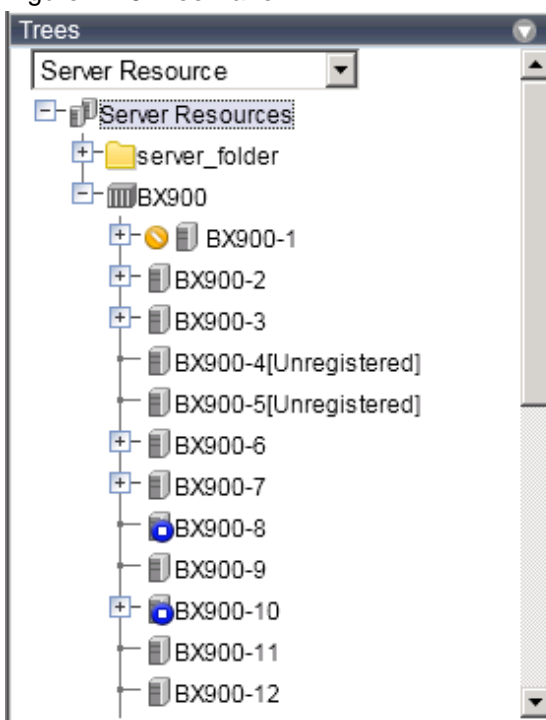 Trees
Server Resource
Server Resources
server_folder
BX900
BX900-1
BX900-2
BX900-3
BX900-4[Unregistered]
BX900-5[Unregistered]
BX900-6
BX900-7
BX900-8
BX900-9
BX900-10
BX900-11
BX900-12